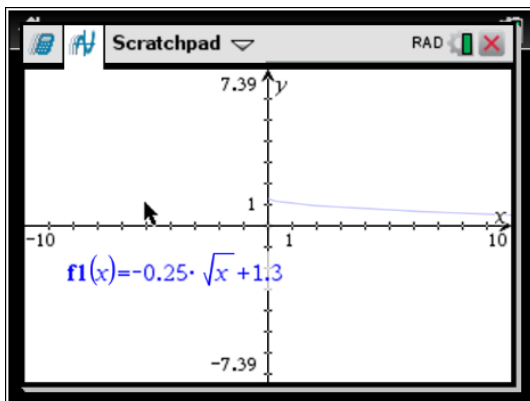 Scratchpad RAD
7.39 y
1 x
-10 1 10
f1(x)=-0.25·√x+1.3
-7.39